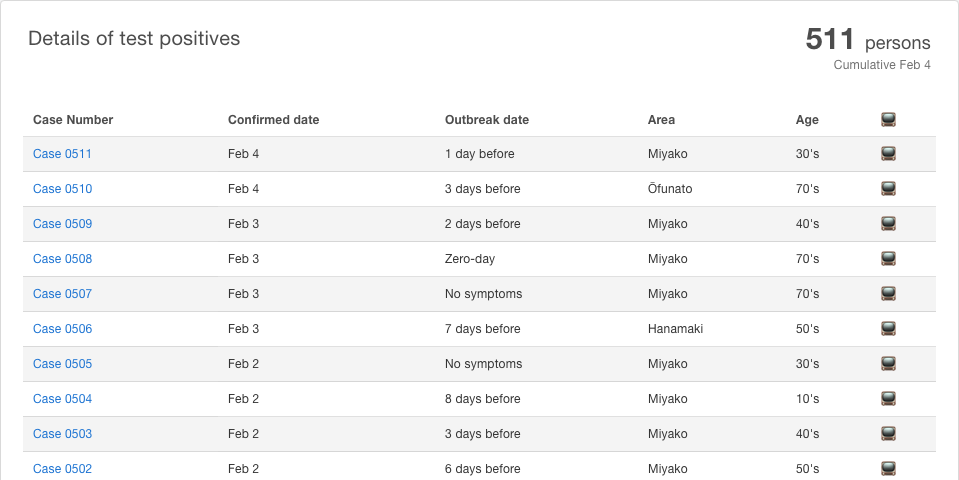 Details of test positives
511 persons
Cumulative Feb 4
Case Number Confirmed date Outbreak date Area Age
Case 0511 Feb 4 1 day before Miyako 30's
Case 0510 Feb 4 3 days before Ōfunato 70's
Case 0509 Feb 3 2 days before Miyako 40's
Case 0508 Feb 3 Zero-day Miyako 70's
Case 0507 Feb 3 No symptoms Miyako 70's
Case 0506 Feb 3 7 days before Hanamaki 50's
Case 0505 Feb 2 No symptoms Miyako 30's
Case 0504 Feb 2 8 days before Miyako 10's
Case 0503 Feb 2 3 days before Miyako 40's
Case 0502 Feb 2 6 days before Miyako 50's